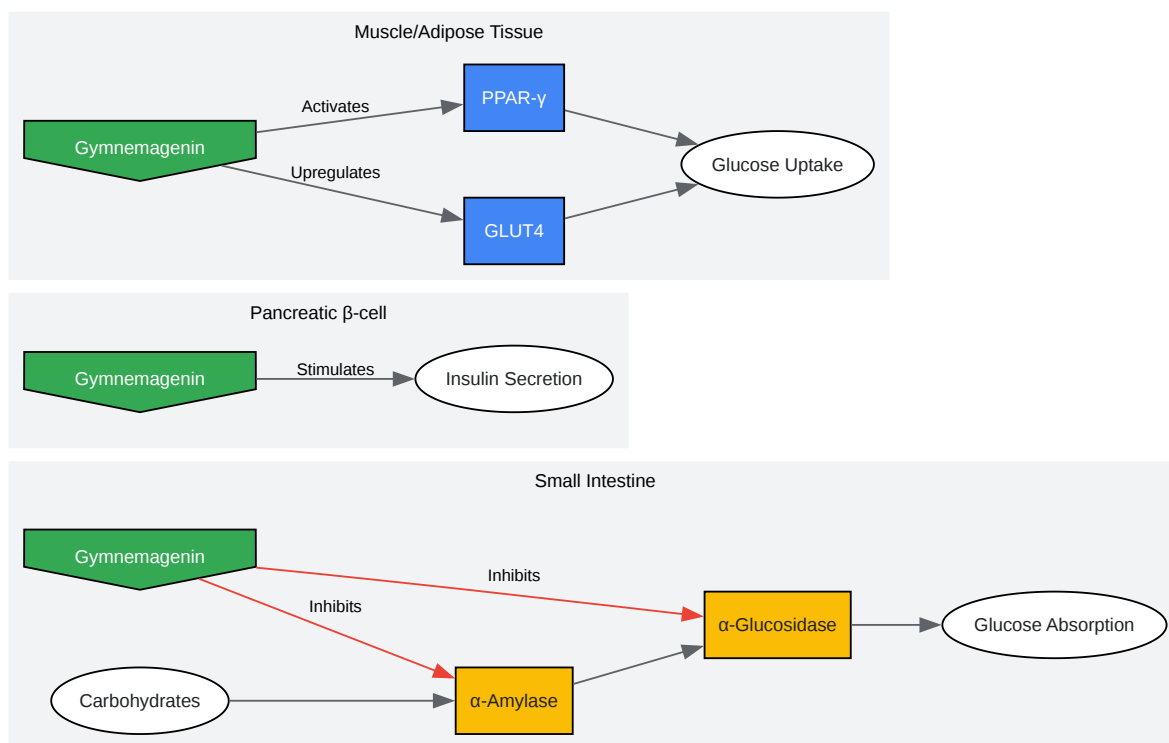 Muscle/Adipose Tissue
Gymnemagenin
Activates
Upregulates
PPAR-γ
GLUT4
Glucose Uptake
Pancreatic β-cell
Gymnemagenin
Stimulates
Insulin Secretion
Small Intestine
Gymnemagenin
Inhibits
Inhibits
α-Glucosidase
Glucose Absorption
Carbohydrates
α-Amylase